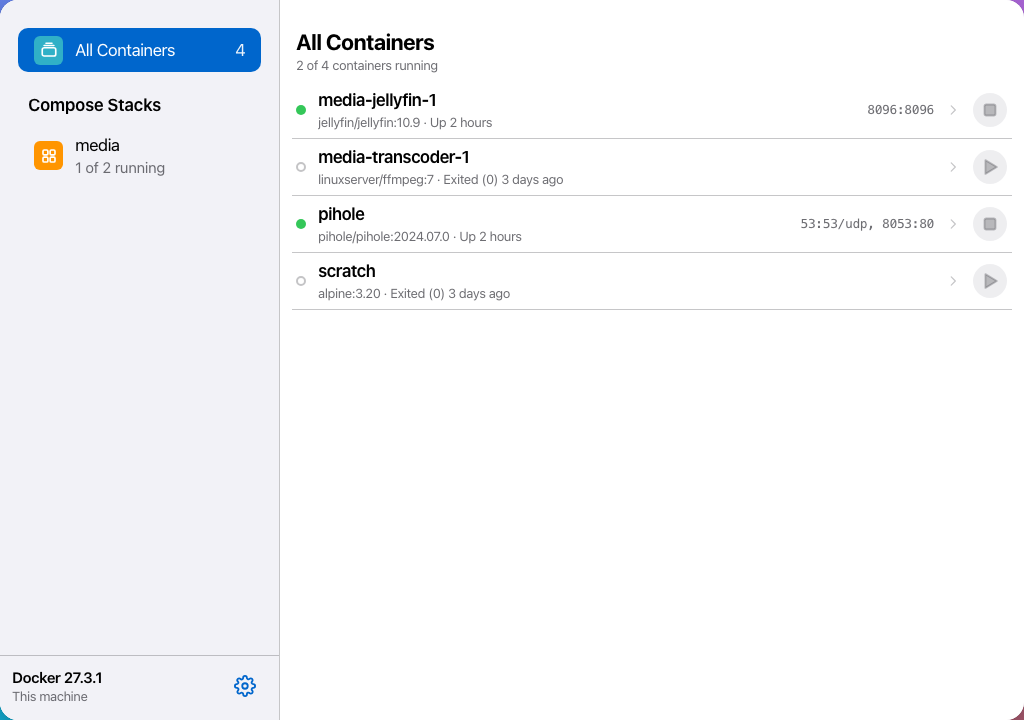 All Containers 4
Compose Stacks
media
1 of 2 running
Docker 27.3.1
This machine
All Containers
2 of 4 containers running
media-jellyfin-1
jellyfin/jellyfin:10.9 · Up 2 hours
8096:8096
media-transcoder-1
linuxserver/ffmpeg:7 · Exited (0) 3 days ago
pihole
pihole/pihole:2024.07.0 · Up 2 hours
53:53/udp, 8053:80
scratch
alpine:3.20 · Exited (0) 3 days ago